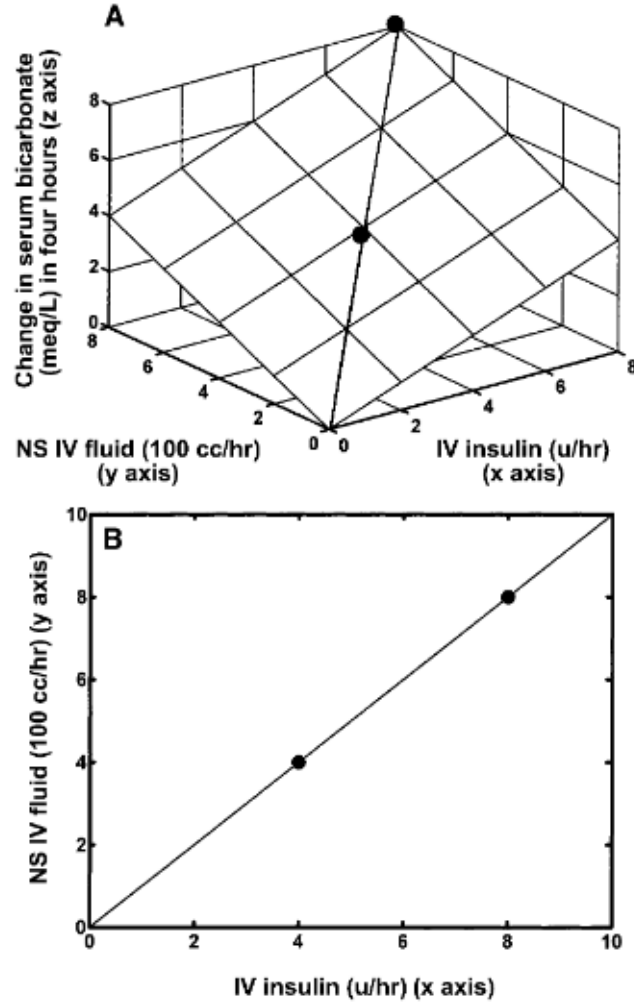 A
Change in serum bicarbonate
(meq/L) in four hours (z axis)
8
6
4
2
0
8
6
4
2
0
0
2
4
6
8
NS IV fluid (100 cc/hr)
(y axis)
IV insulin (u/hr)
(x axis)
B
NS IV fluid (100 cc/hr) (y axis)
10
8
6
4
2
0
0
2
4
6
8
10
IV insulin (u/hr) (x axis)